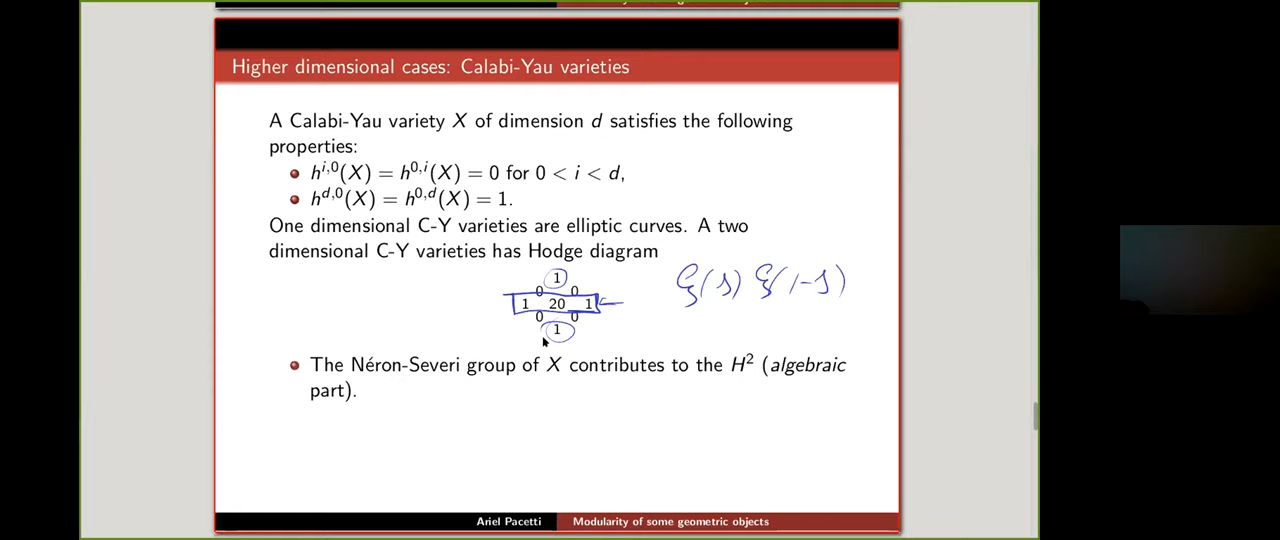 Higher dimensional cases: Calabi-Yau varieties
A Calabi-Yau variety X of dimension d satisfies the following
properties:
h^{i,0}(X) = h^{0,i}(X) = 0 for 0 < i < d,
h^{d,0}(X) = h^{0,d}(X) = 1.
One dimensional C-Y varieties are elliptic curves. A two
dimensional C-Y varieties has Hodge diagram
1
0 0
1 20 1
0 0
1
ξ(s) ξ(1-s)
The Néron-Severi group of X contributes to the H² (algebraic
part).
Ariel Pacetti Modularity of some geometric objects